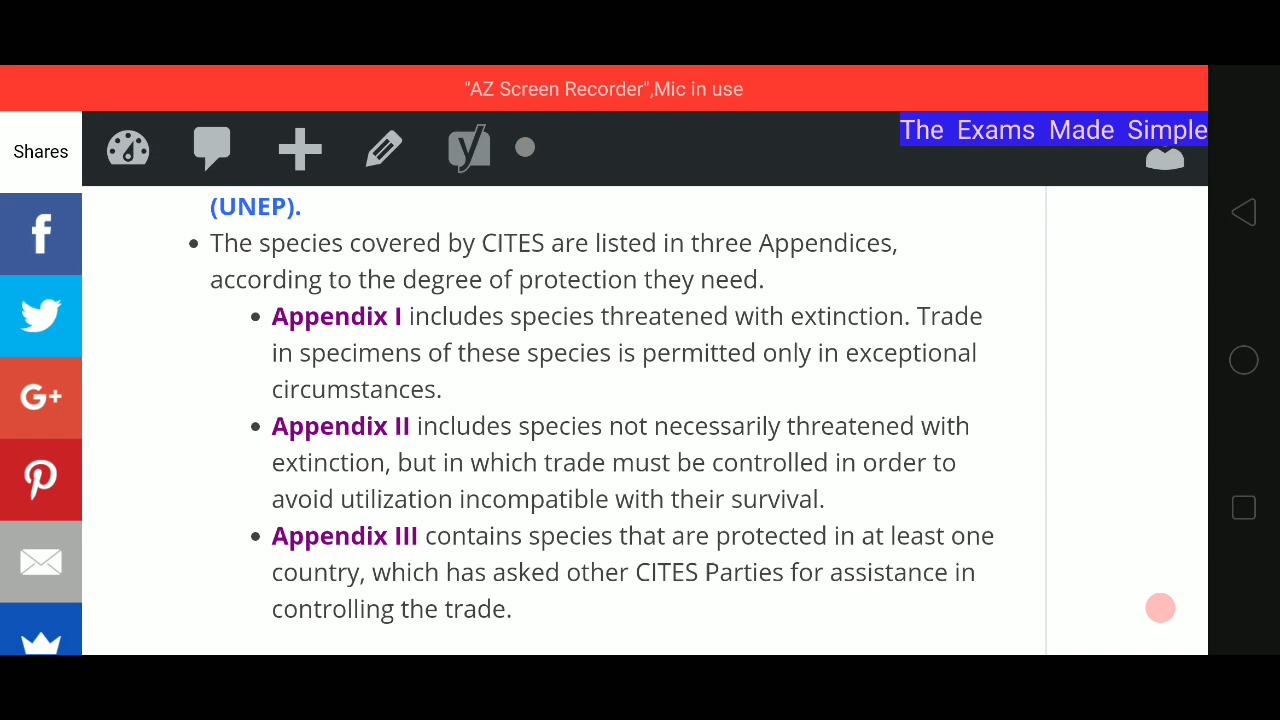 "AZ Screen Recorder",Mic in use
The Exams Made Simple
Shares
(UNEP).
The species covered by CITES are listed in three Appendices,
according to the degree of protection they need.
Appendix I includes species threatened with extinction. Trade
in specimens of these species is permitted only in exceptional
circumstances.
Appendix II includes species not necessarily threatened with
extinction, but in which trade must be controlled in order to
avoid utilization incompatible with their survival.
Appendix III contains species that are protected in at least one
country, which has asked other CITES Parties for assistance in
controlling the trade.